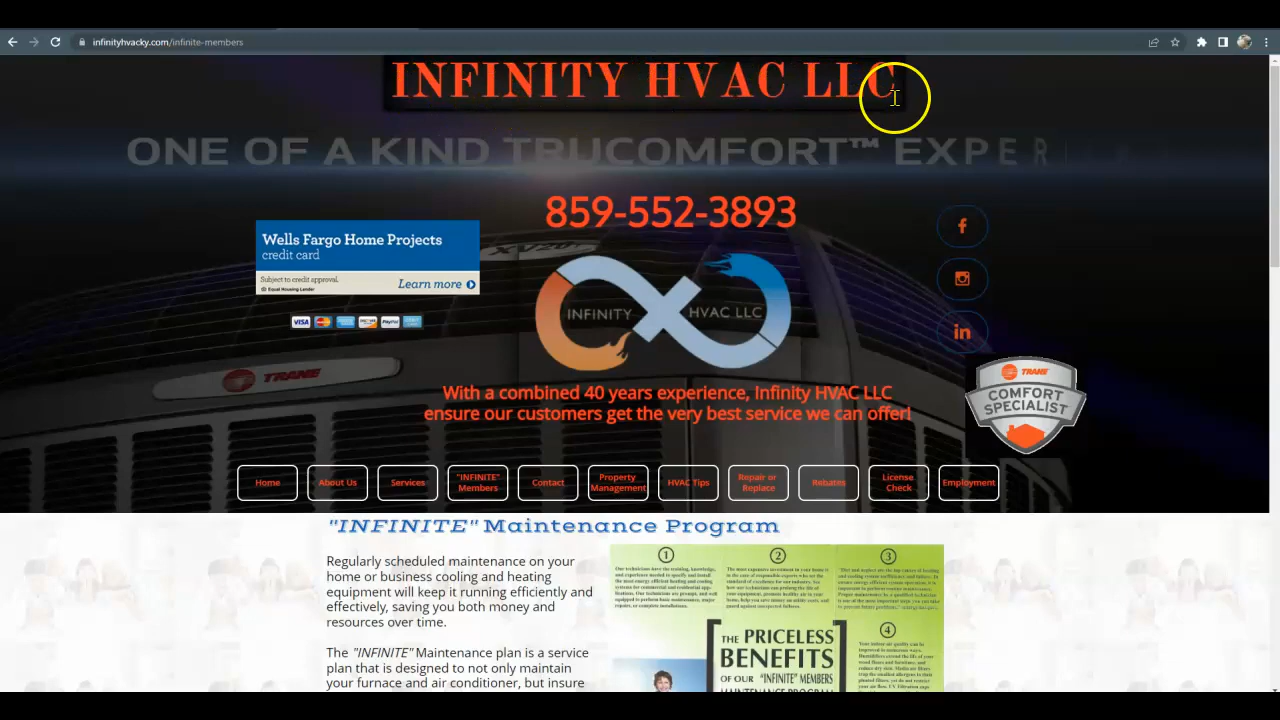 infinityhvacky.com/infinite-members
INFINITY HVAC LLC
ONE OF A KIND TRUCOMFORT™ EXPER
859-552-3893
Wells Fargo Home Projects
credit card
Subject to credit approval.
Equal Housing Lender
Learn more
VISA
PayPal
INFINITY HVAC LLC
TRANE
With a combined 40 years experience, Infinity HVAC LLC
ensure our customers get the very best service we can offer!
TRANE
COMFORT
SPECIALIST
Home
About Us
Services
"INFINITE"
Members
Contact
Property
Management
HVAC Tips
Repair or
Replace
Rebates
License
Check
Employment
"INFINITE" Maintenance Program
Regularly scheduled maintenance on your
home or business cooling and heating
equipment will keep it running efficiently and
effectively, saving you both money and
resources over time.
The "INFINITE" Maintenance plan is a service
plan that is designed to not only maintain
your furnace and air conditioner, but insure
1
2
3
4
THE PRICELESS
BENEFITS
OF OUR "INFINITE" MEMBERS
MAINTENANCE PROGRAM